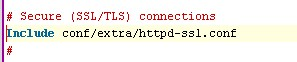 # Secure (SSL/TLS) connections
Include conf/extra/httpd-ssl.conf
#